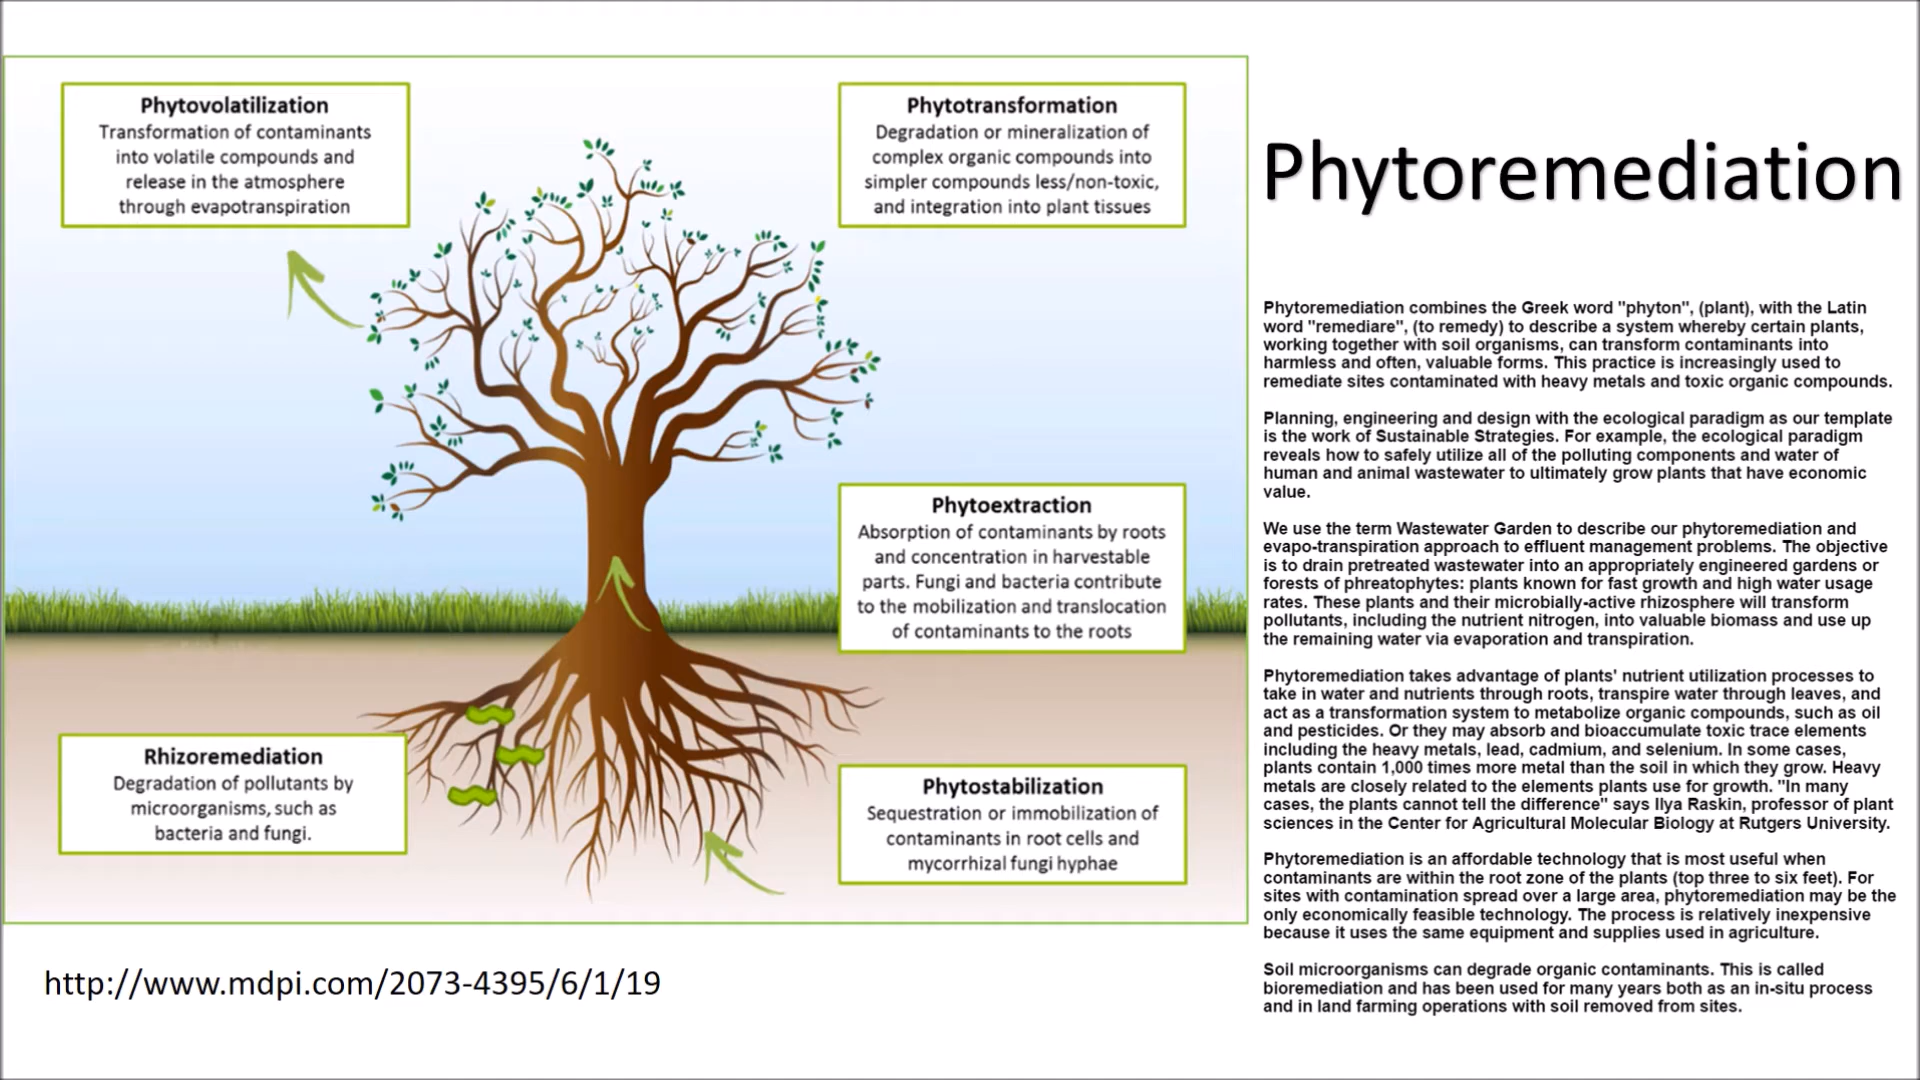 Phytovolatilization
Transformation of contaminants
into volatile compounds and
release in the atmosphere
through evapotranspiration
Phytotransformation
Degradation or mineralization of
complex organic compounds into
simpler compounds less/non-toxic,
and integration into plant tissues
Phytoextraction
Absorption of contaminants by roots
and concentration in harvestable
parts. Fungi and bacteria contribute
to the mobilization and translocation
of contaminants to the roots
Rhizoremediation
Degradation of pollutants by
microorganisms, such as
bacteria and fungi.
Phytostabilization
Sequestration or immobilization of
contaminants in root cells and
mycorrhizal fungi hyphae
http://www.mdpi.com/2073-4395/6/1/19
Phytoremediation
Phytoremediation combines the Greek word "phyton", (plant), with the Latin
word "remediare", (to remedy) to describe a system whereby certain plants,
working together with soil organisms, can transform contaminants into
harmless and often, valuable forms. This practice is increasingly used to
remediate sites contaminated with heavy metals and toxic organic compounds.
Planning, engineering and design with the ecological paradigm as our template
is the work of Sustainable Strategies. For example, the ecological paradigm
reveals how to safely utilize all of the polluting components and water of
human and animal wastewater to ultimately grow plants that have economic
value.
We use the term Wastewater Garden to describe our phytoremediation and
evapo-transpiration approach to effluent management problems. The objective
is to drain pretreated wastewater into an appropriately engineered gardens or
forests of phreatophytes: plants known for fast growth and high water usage
rates. These plants and their microbially-active rhizosphere will transform
pollutants, including the nutrient nitrogen, into valuable biomass and use up
the remaining water via evaporation and transpiration.
Phytoremediation takes advantage of plants' nutrient utilization processes to
take in water and nutrients through roots, transpire water through leaves, and
act as a transformation system to metabolize organic compounds, such as oil
and pesticides. Or they may absorb and bioaccumulate toxic trace elements
including the heavy metals, lead, cadmium, and selenium. In some cases,
plants contain 1,000 times more metal than the soil in which they grow. Heavy
metals are closely related to the elements plants use for growth. "In many
cases, the plants cannot tell the difference" says Ilya Raskin, professor of plant
sciences in the Center for Agricultural Molecular Biology at Rutgers University.
Phytoremediation is an affordable technology that is most useful when
contaminants are within the root zone of the plants (top three to six feet). For
sites with contamination spread over a large area, phytoremediation may be the
only economically feasible technology. The process is relatively inexpensive
because it uses the same equipment and supplies used in agriculture.
Soil microorganisms can degrade organic contaminants. This is called
bioremediation and has been used for many years both as an in-situ process
and in land farming operations with soil removed from sites.